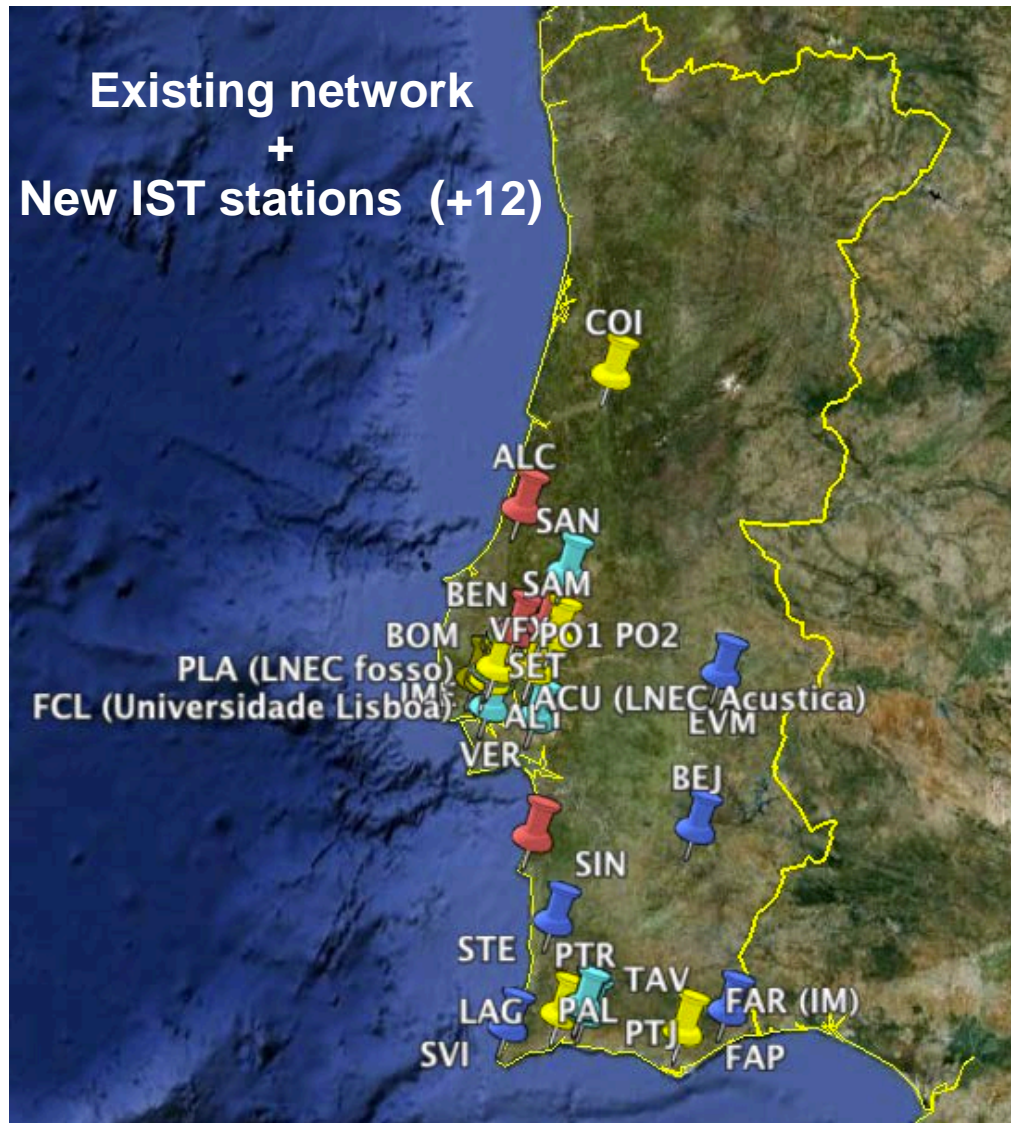 Existing network
+
New IST stations (+12)
COI
ALC
SAN
BEN SAM
BOM VFX PO1 PO2
PLA (LNEC fosso) SET
FCL (Universidade Lisboa) ACU (LNEC Acustica)
EVM
VER
BEJ
SIN
STE PTR
TAV
LAG PAL FAR (IM)
PTJ
SVI FAP